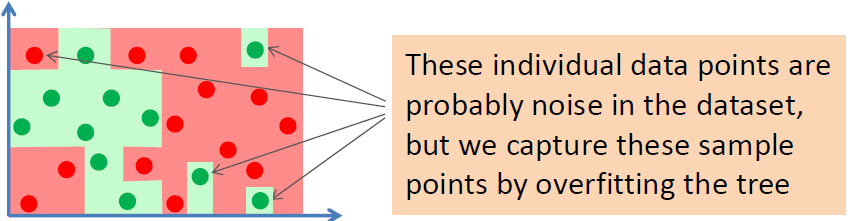 These individual data points are
probably noise in the dataset,
but we capture these sample
points by overfitting the tree